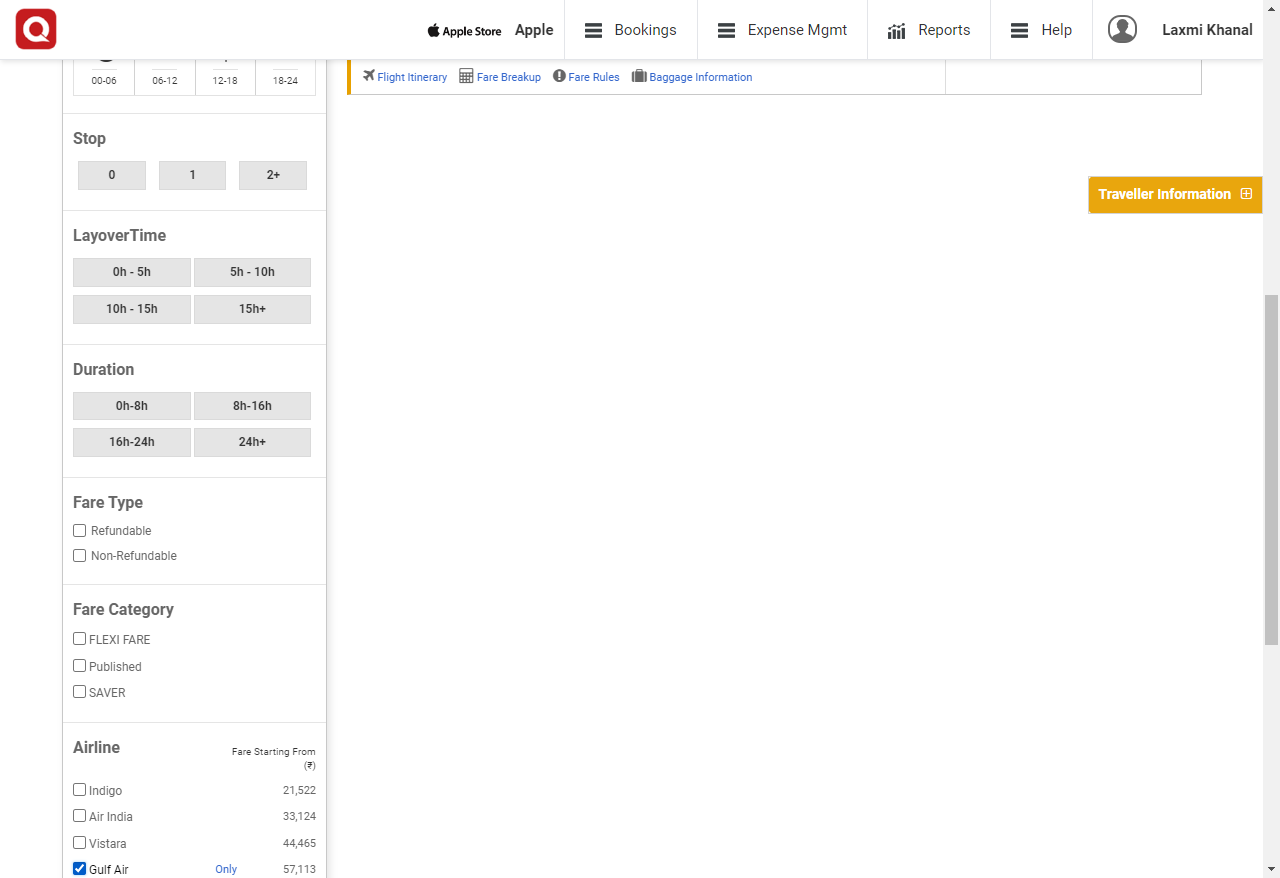 Apple Store Apple Bookings Expense Mgmt Reports Help Laxmi Khanal
00-06 06-12 12-18 18-24
Flight Itinerary Fare Breakup Fare Rules Baggage Information
Stop
0 1 2+
Traveller Information
LayoverTime
0h - 5h 5h - 10h
10h - 15h 15h+
Duration
0h-8h 8h-16h
16h-24h 24h+
Fare Type
Refundable
Non-Refundable
Fare Category
FLEXI FARE
Published
SAVER
Airline Fare Starting From
(₹)
Indigo 21,522
Air India 33,124
Vistara 44,465
Gulf Air Only 57,113